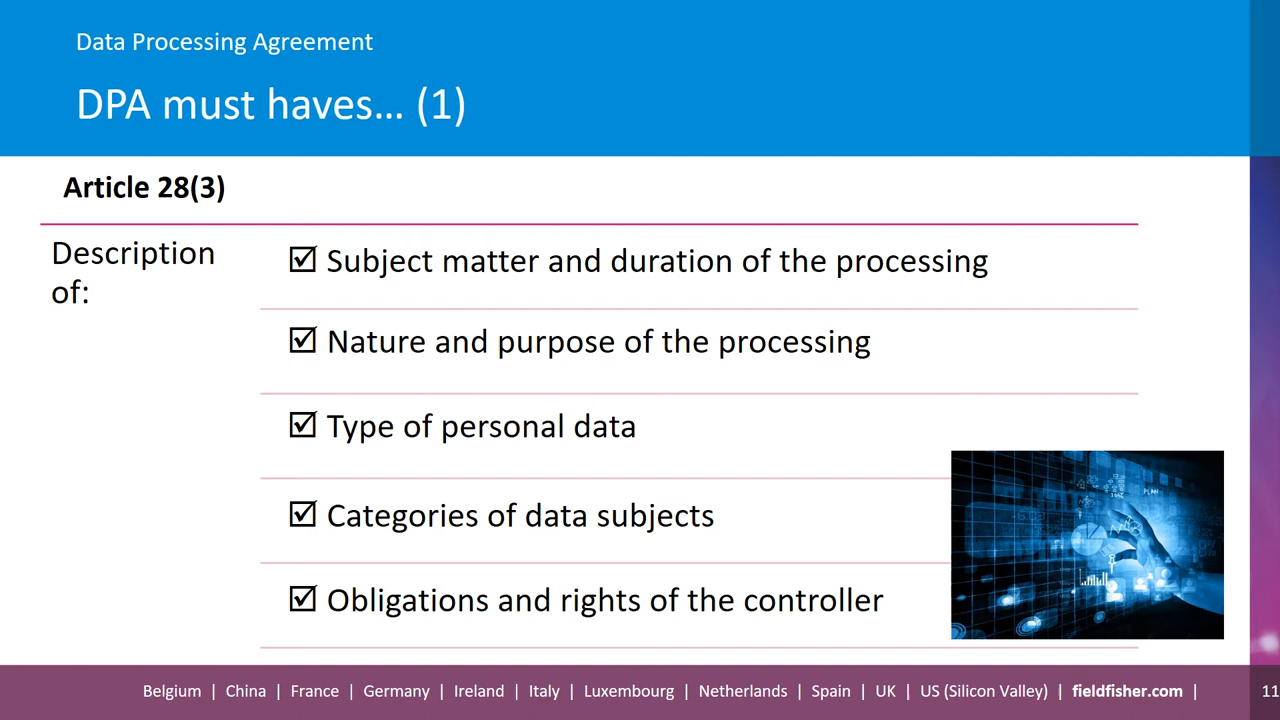 Data Processing Agreement
DPA must haves... (1)
Article 28(3)
Description
of:
☑ Subject matter and duration of the processing
☑ Nature and purpose of the processing
☑ Type of personal data
☑ Categories of data subjects
☑ Obligations and rights of the controller
PLAN
Belgium | China | France | Germany | Ireland | Italy | Luxembourg | Netherlands | Spain | UK | US (Silicon Valley) | fieldfisher.com |
11